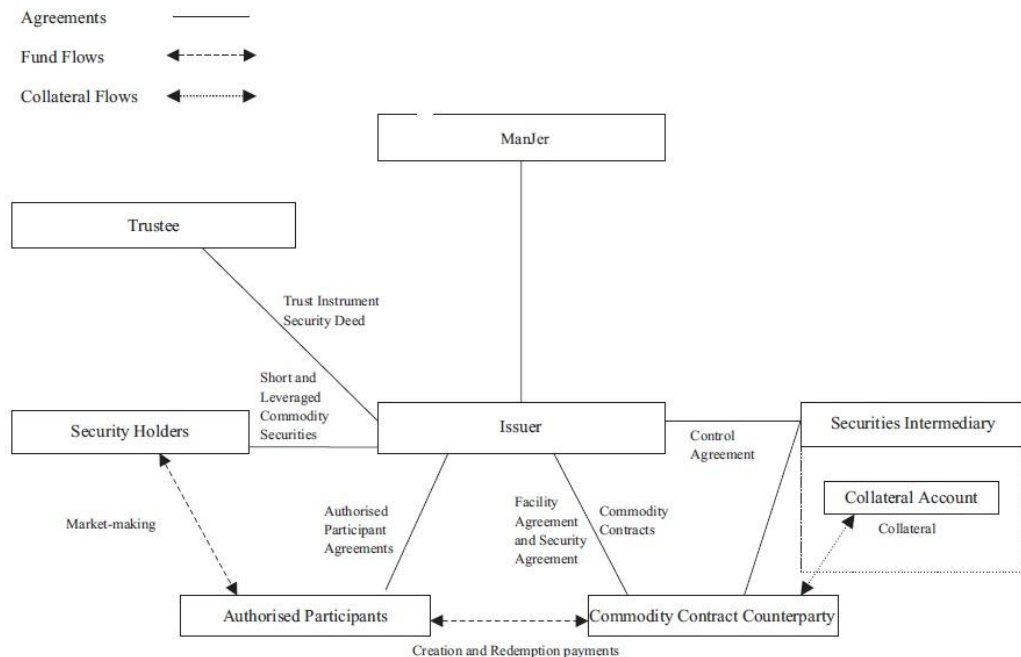 Agreements
Fund Flows
Collateral Flows
ManJer
Trustee
Trust Instrument
Security Deed
Short and
Leveraged
Commodity
Securities
Security Holders
Issuer
Control
Agreement
Securities Intermediary
Collateral Account
Collateral
Market-making
Authorised
Participant
Agreements
Facility
Agreement
and Security
Agreement
Commodity
Contracts
Authorised Participants
Commodity Contract Counterparty
Creation and Redemption payments